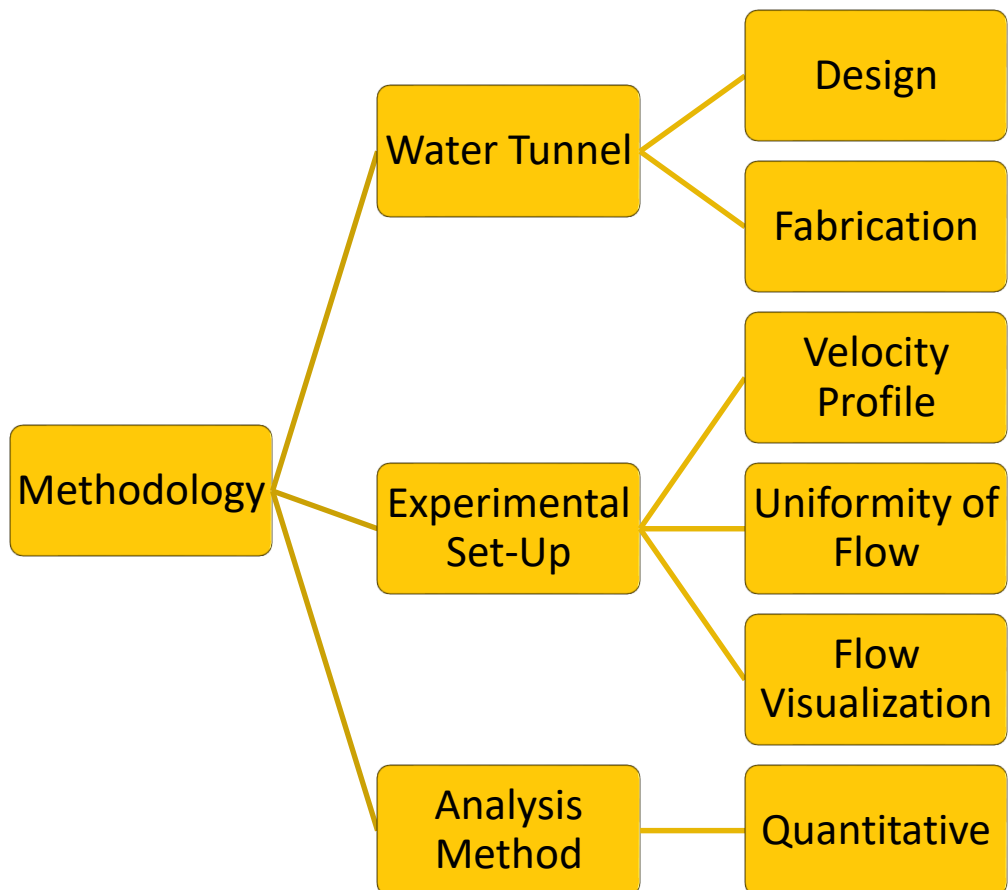 Methodology
Water Tunnel
Design
Fabrication
Experimental
Set-Up
Velocity
Profile
Uniformity of
Flow
Flow
Visualization
Analysis
Method
Quantitative